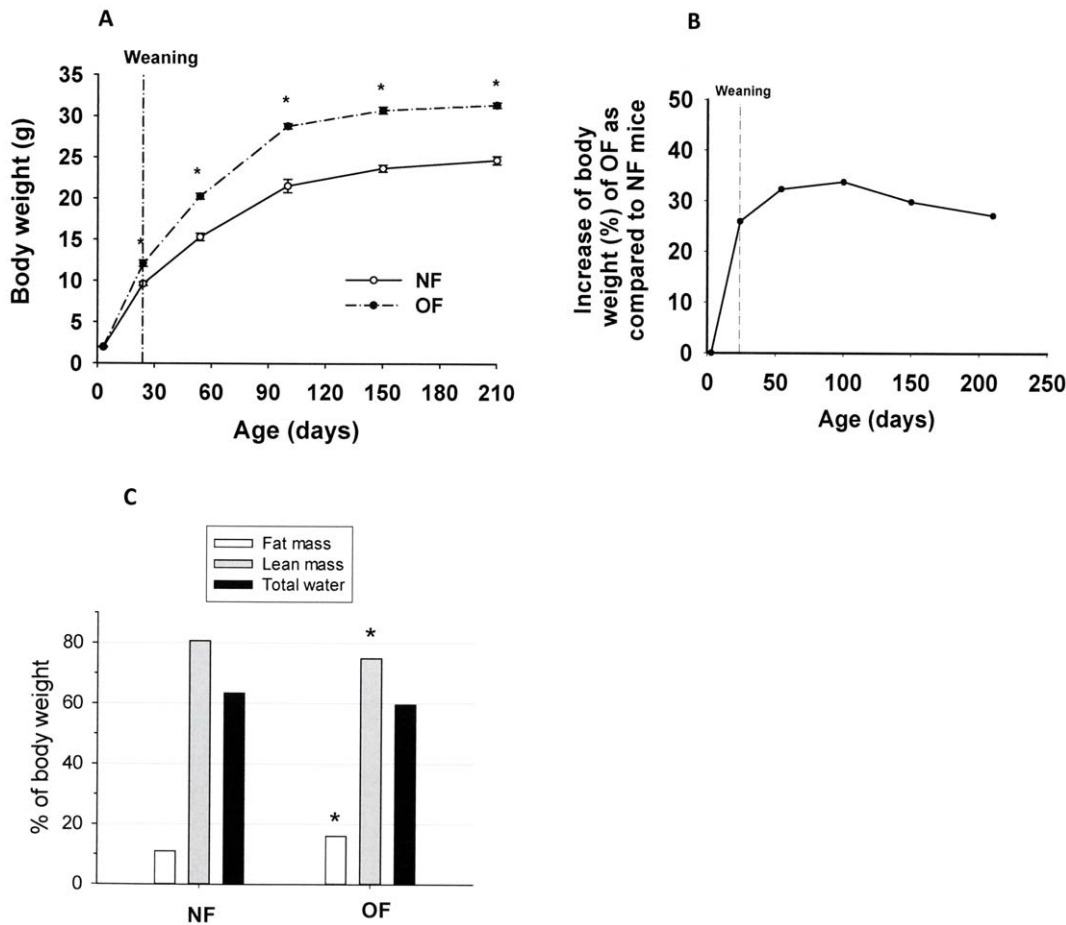 A
Weaning
35
30
25
20
15
10
5
2
0
Body weight (g)
* * * * *
NF
OF
0 30 60 90 120 150 180 210
Age (days)
B
Weaning
50
40
30
20
10
0
Increase of body
weight (%) of OF as
compared to NF mice
0 50 100 150 200 250
Age (days)
C
Fat mass
Lean mass
Total water
80
60
40
20
0
% of body weight
*
*
NF OF